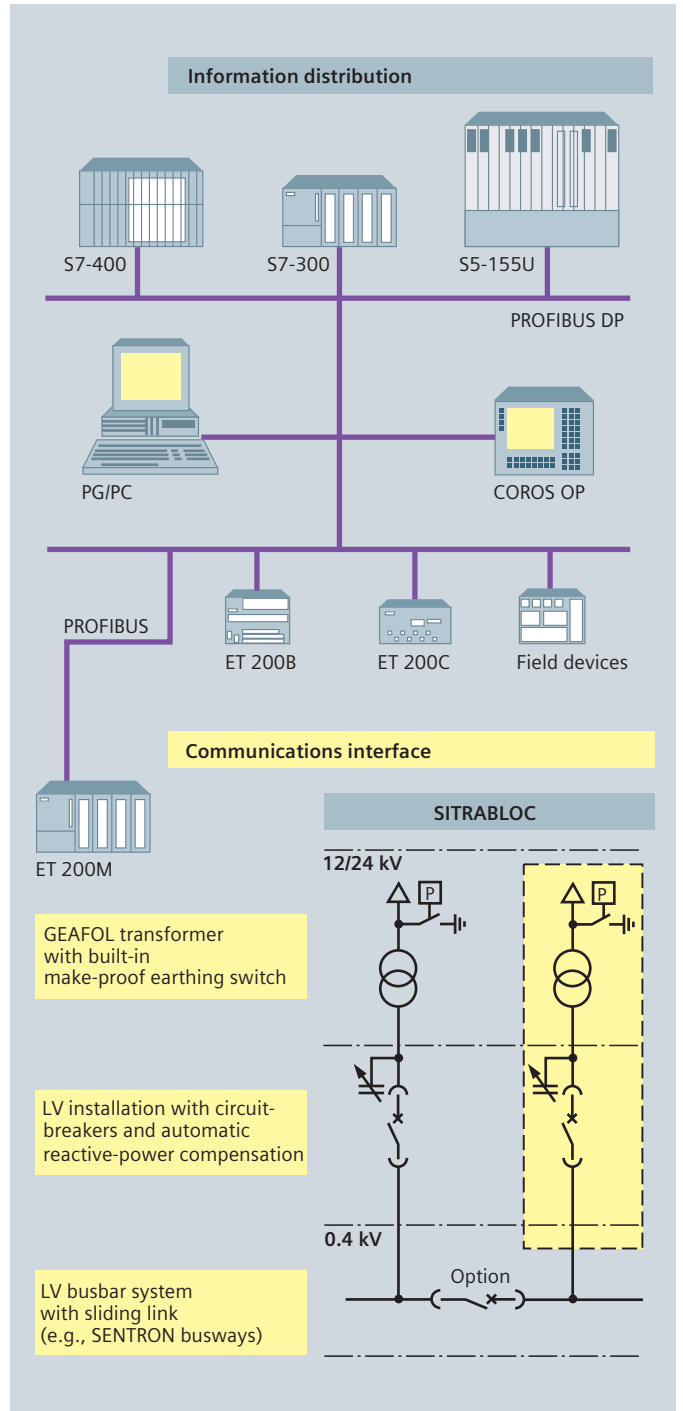 Information distribution
S7-400
S7-300
S5-155U
PROFIBUS DP
PG/PC
COROS OP
PROFIBUS
ET 200B
ET 200C
Field devices
Communications interface
ET 200M
SITRABLOC
12/24 kV
P
P
GEAFOL transformer
with built-in
make-proof earthing switch
LV installation with circuit-
breakers and automatic
reactive-power compensation
0.4 kV
Option
LV busbar system
with sliding link
(e.g., SENTRON busways)